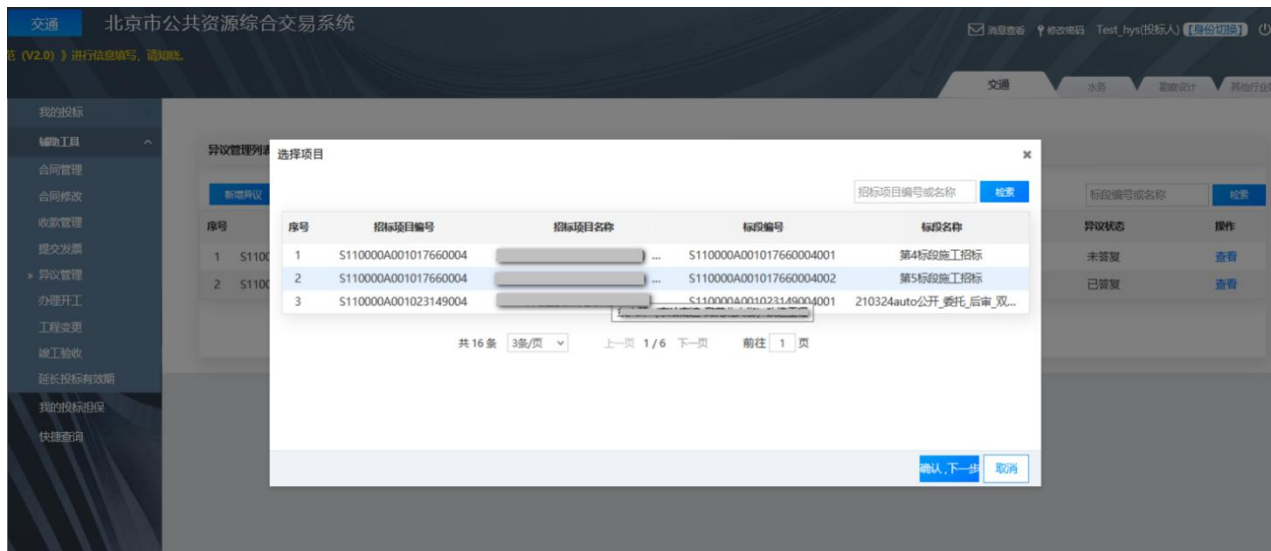 交通 北京市公共资源综合交易系统
消息查看 修改密码 Test_hys(投标人)【身份切换】
(V2.0) 》进行信息填写，请知晓。
交通 水务 勘察设计 其他行业
我的投标
辅助工具
合同管理
合同修改
收款管理
提交发票
» 异议管理
办理开工
工程变更
竣工验收
延长投标有效期
我的投标担保
快捷查询
异议管理列表
新增异议 标段编号或名称 检索
序号 异议状态 操作
1 S1100 未答复 查看
2 S1100 已答复 查看
选择项目
招标项目编号或名称 检索
序号 招标项目编号 招标项目名称 标段编号 标段名称
1 S110000A001017660004 ... S110000A001017660004001 第4标段施工招标
2 S110000A001017660004 ... S110000A001017660004002 第5标段施工招标
3 S110000A001023149004 S110000A001023149004001 210324auto公开_委托_后审_双...
共 16 条 3条/页 上一页 1 / 6 下一页 前往 1 页
确认,下一步 取消